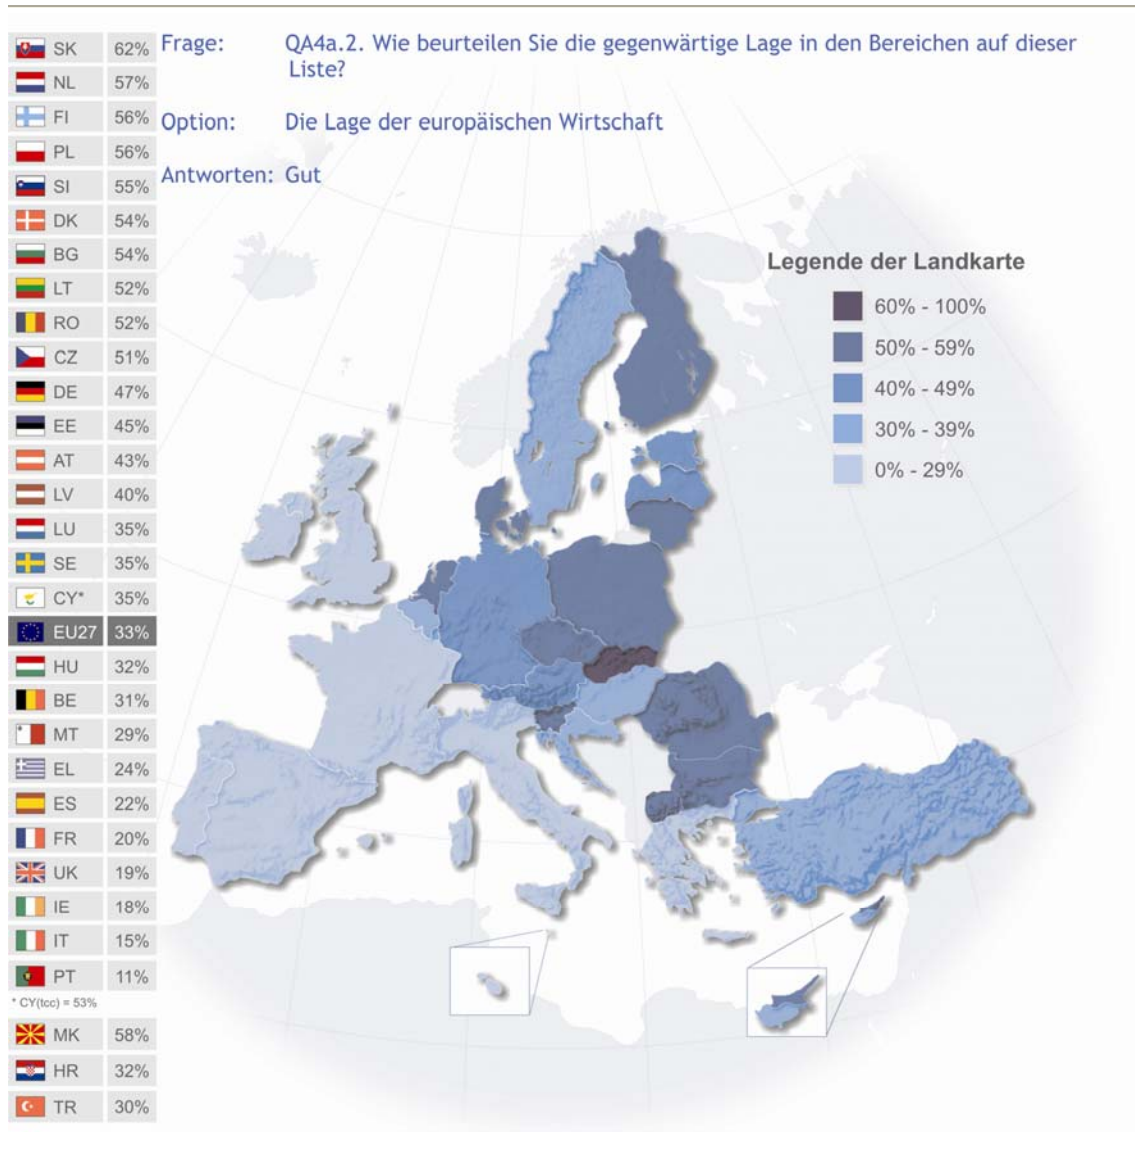 Frage: QA4a.2. Wie beurteilen Sie die gegenwärtige Lage in den Bereichen auf dieser
Liste?
Option: Die Lage der europäischen Wirtschaft
Antworten: Gut
SK 62%
NL 57%
FI 56%
PL 56%
SI 55%
DK 54%
BG 54%
LT 52%
RO 52%
CZ 51%
DE 47%
EE 45%
AT 43%
LV 40%
LU 35%
SE 35%
CY* 35%
EU27 33%
HU 32%
BE 31%
MT 29%
EL 24%
ES 22%
FR 20%
UK 19%
IE 18%
IT 15%
PT 11%
* CY(tcc) = 53%
MK 58%
HR 32%
TR 30%
Legende der Landkarte
60% - 100%
50% - 59%
40% - 49%
30% - 39%
0% - 29%